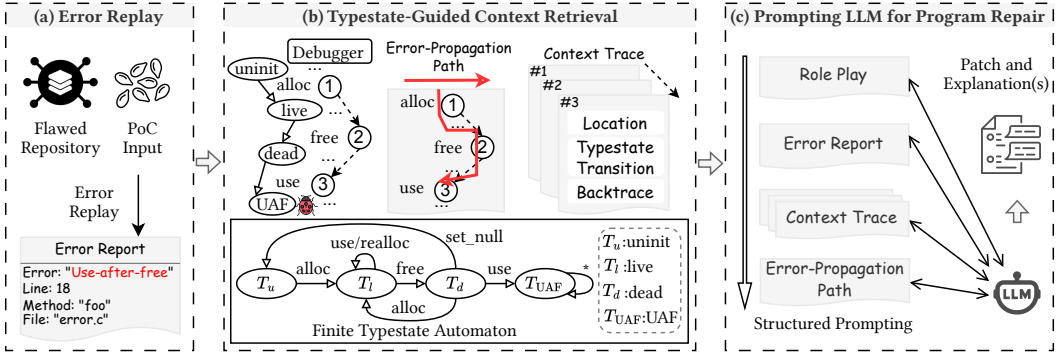 (a) Error Replay
Flawed
Repository
PoC
Input
Error
Replay
Error Report
Error: "Use-after-free"
Line: 18
Method: "foo"
File: "error.c"
(b) Typestate-Guided Context Retrieval
Debugger
uninit
...
alloc
1
live
...
free
2
dead
...
use
3
UAF
...
Error-Propagation
Path
alloc
1
...
free
2
...
use
3
...
Context Trace
#1
#2
#3
Location
Typestate
Transition
Backtrace
set_null
use/realloc
T_u
alloc
T_l
free
T_d
use
T_UAF
*
alloc
Finite Typestate Automaton
T_u:uninit
T_l:live
T_d:dead
T_UAF:UAF
(c) Prompting LLM for Program Repair
Role Play
Error Report
Context Trace
Error-Propagation
Path
Structured Prompting
Patch and
Explanation(s)
LLM